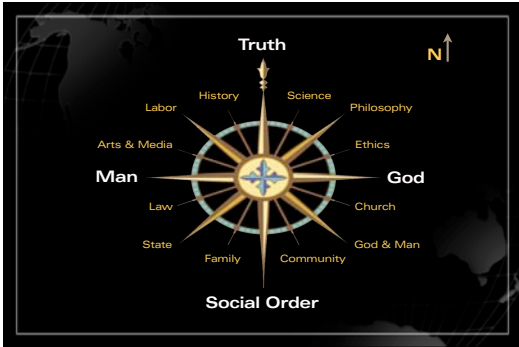 Truth
N
History
Science
Labor
Philosophy
Arts & Media
Ethics
Man
God
Law
Church
State
God & Man
Family
Community
Social Order